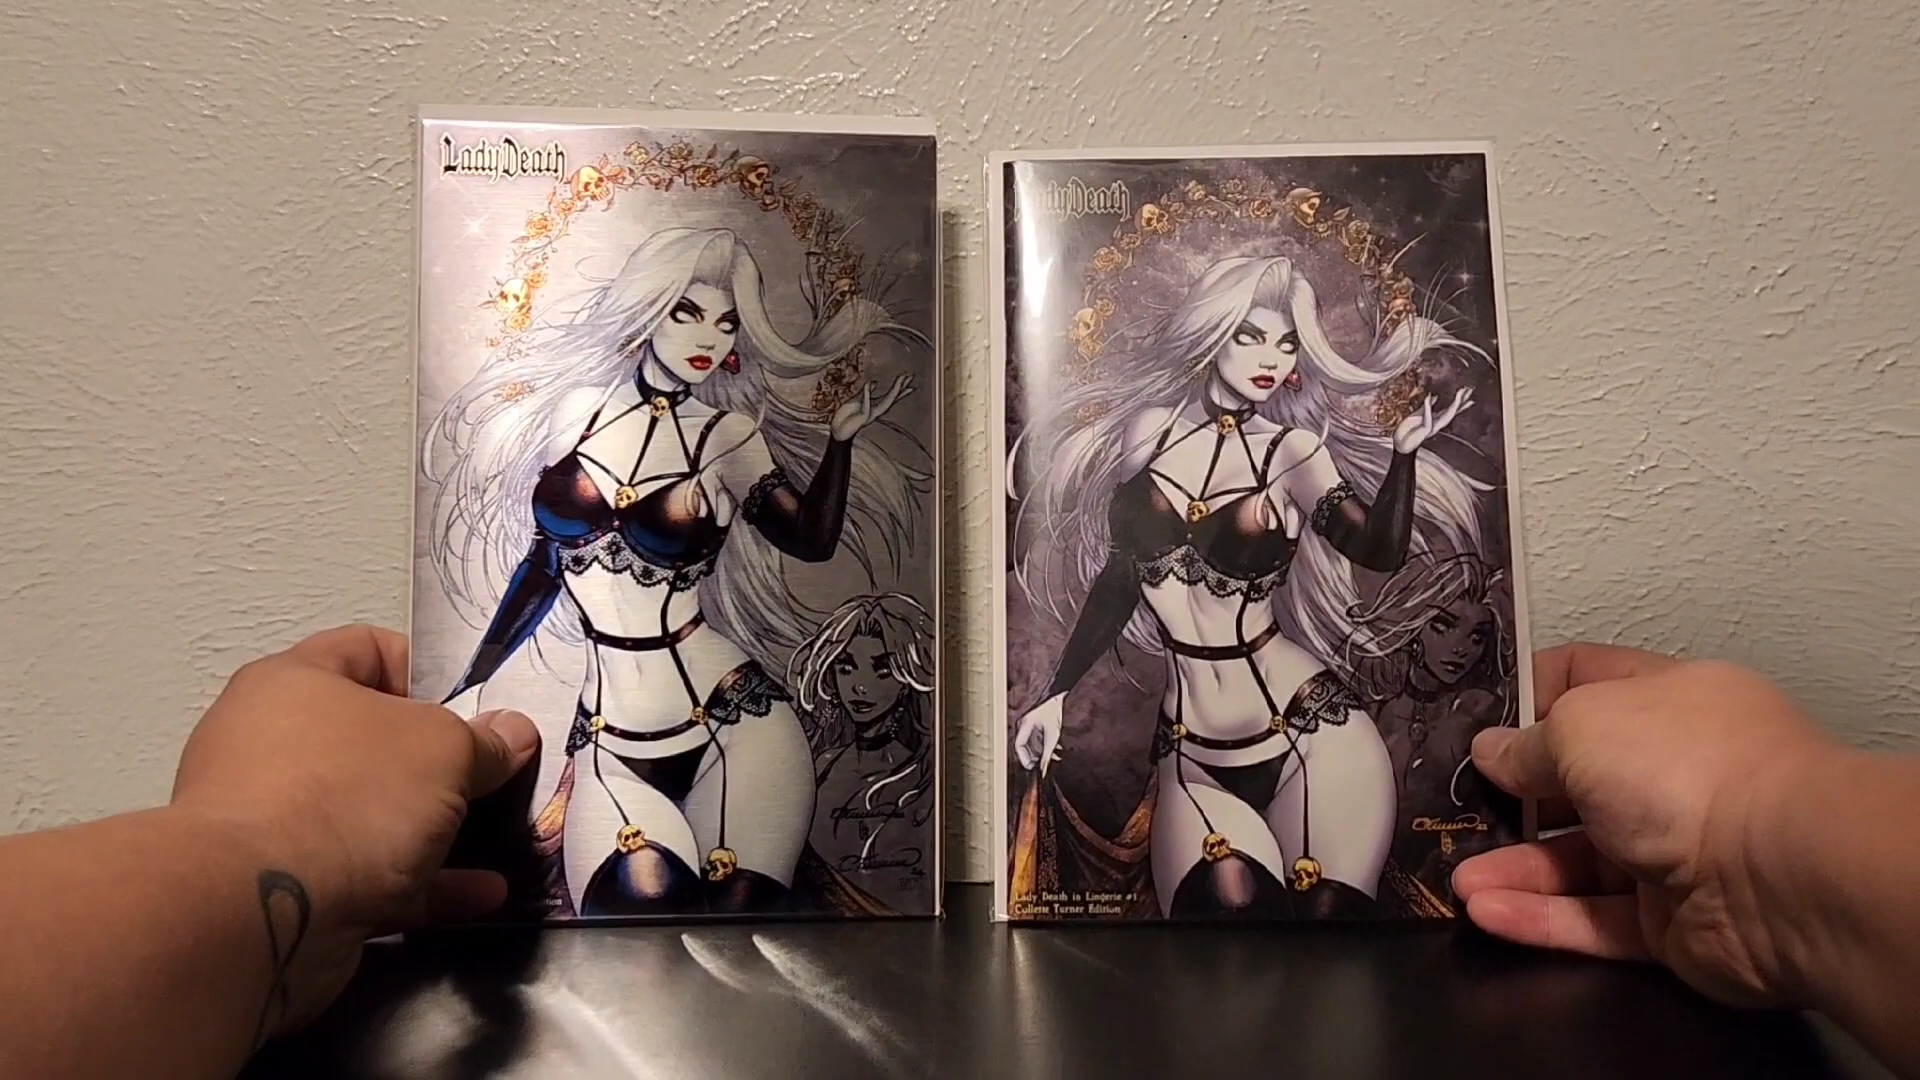 Lady Death
Lady Death
Lady Death in Lingerie #1
Collette Turner Edition